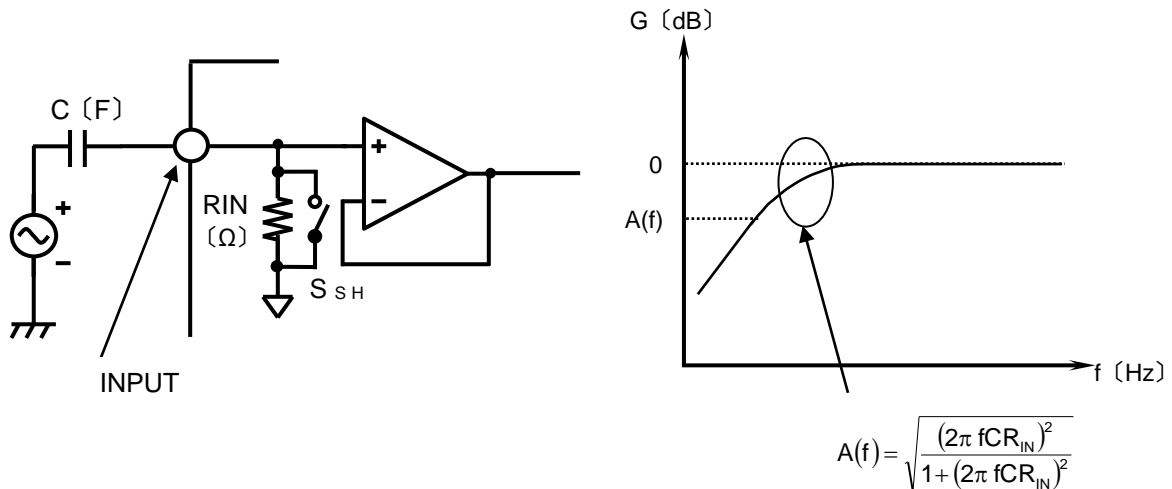 C〔F〕
+
−
RIN
〔Ω〕
S SH
+
−
INPUT
G〔dB〕
0
A(f)
f〔Hz〕
A(f) = √((2π fCR_IN)² / (1+(2π fCR_IN)²))